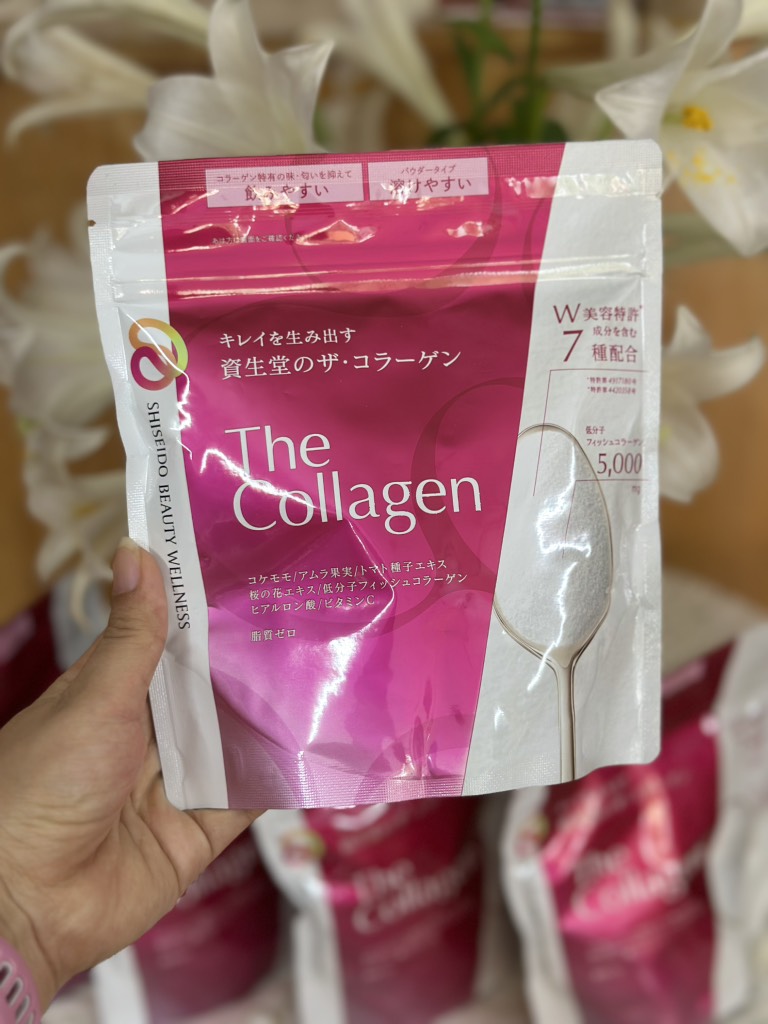 コラーゲン特有の味・匂いを抑えて
飲みやすい
パウダータイプ
溶けやすい
キレイを生み出す
資生堂のザ・コラーゲン
The
Collagen
コケモモ/アムラ果実/トマト種子エキス
桜の花エキス/低分子フィッシュコラーゲン
ヒアルロン酸/ビタミンC
脂質ゼロ
SHISEIDO BEAUTY WELLNESS
W美容特許*
成分を含む
7種配合
低分子
フィッシュコラーゲン
5,000
mg
The
Collagen
The
Collagen